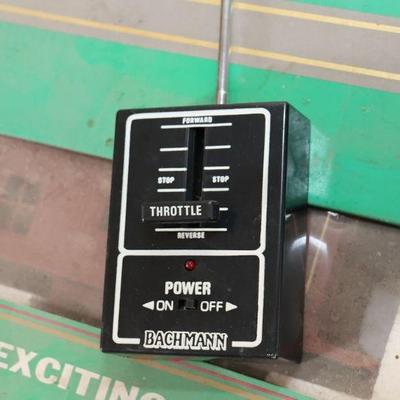 FORWARD
STOP STOP
THROTTLE
REVERSE
POWER
◄ON OFF►
BACHMANN
EXCITING